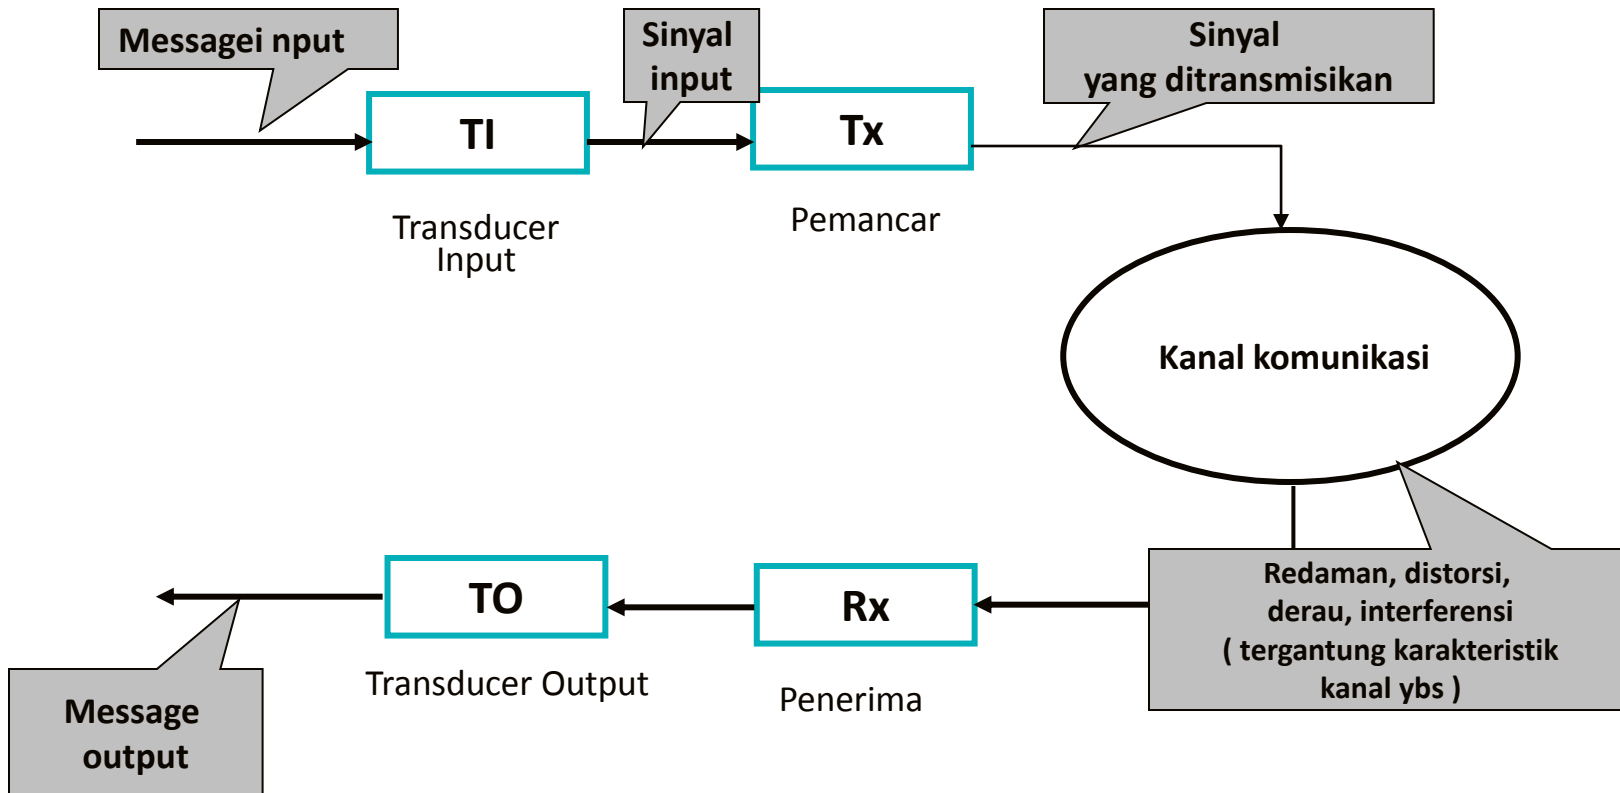 Messagei nput
Sinyal
input
Sinyal
yang ditransmisikan
TI
Tx
Transducer
Input
Pemancar
Kanal komunikasi
Redaman, distorsi,
derau, interferensi
( tergantung karakteristik
kanal ybs )
TO
Rx
Transducer Output
Penerima
Message
output